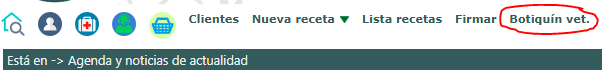 Clientes Nueva receta ▼ Lista recetas Firmar Botiquín vet.
Está en -> Agenda y noticias de actualidad